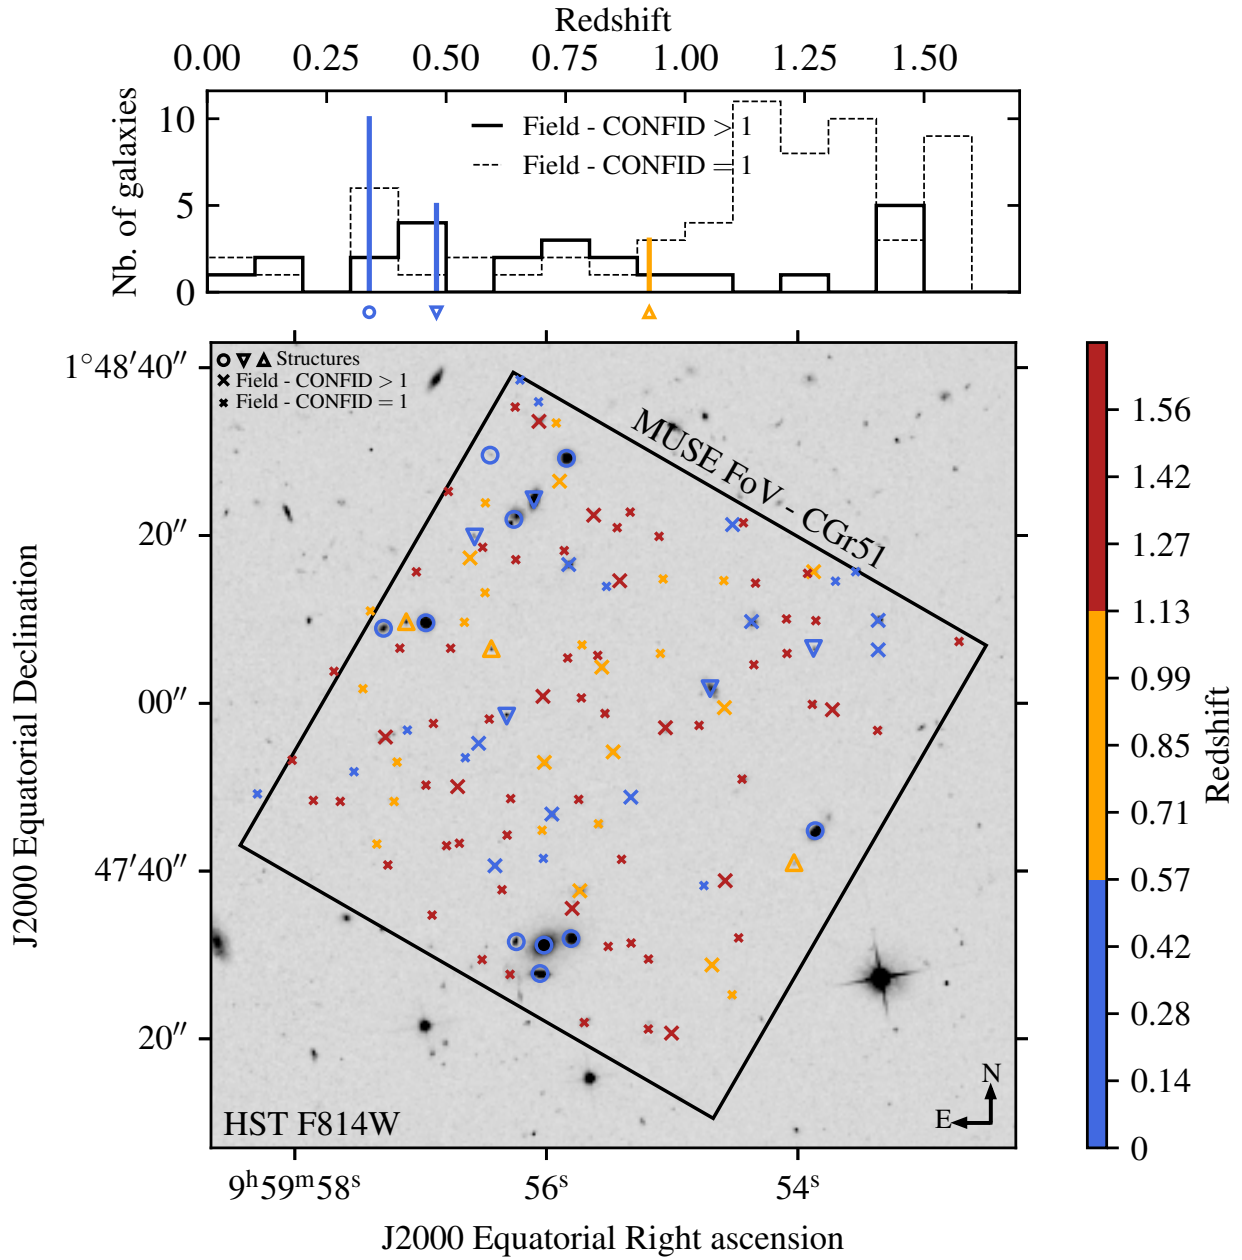 Redshift
0.00 0.25 0.50 0.75 1.00 1.25 1.50
Nb. of galaxies
10
5
0
Field - CONFID > 1
Field - CONFID = 1
Structures
Field - CONFID > 1
Field - CONFID = 1
MUSE FoV - CGr51
HST F814W
N
E
J2000 Equatorial Declination
1°48′40″
20″
00″
47′40″
20″
9ʰ59ᵐ58ˢ 56ˢ 54ˢ
J2000 Equatorial Right ascension
1.56
1.42
1.27
1.13
0.99
0.85
0.71
0.57
0.42
0.28
0.14
0
Redshift